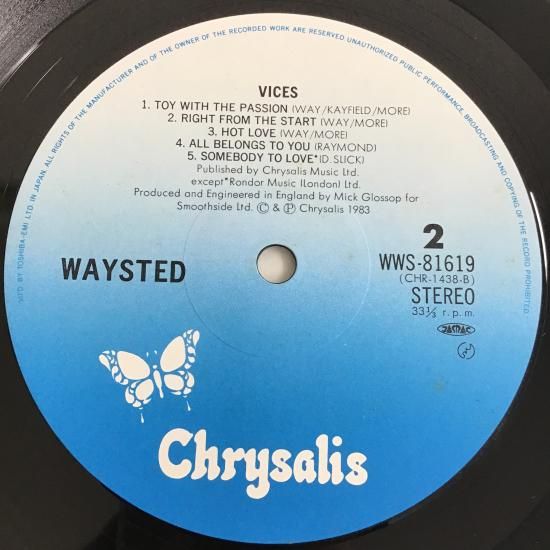 MF'D BY TOSHIBA-EMI LTD IN JAPAN. ALL RIGHTS OF THE MANUFACTURER AND OF THE OWNER OF THE RECORDED WORK ARE RESERVED UNAUTHORIZED PUBLIC PERFORMANCE, BROADCASTING AND COPYING OF THE RECORD PROHIBITED
VICES
1. TOY WITH THE PASSION (WAY/KAYFIELD/MORE)
2. RIGHT FROM THE START (WAY/MORE)
3. HOT LOVE (WAY/MORE)
4. ALL BELONGS TO YOU (RAYMOND)
5. SOMEBODY TO LOVE*(D.SLICK)
Published by Chrysalis Music Ltd.
except*Rondor Music (London) Ltd.
Produced and Engineered in England by Mick Glossop for
Smoothside Ltd. © & Ⓟ Chrysalis 1983
WAYSTED
2
WWS-81619
(CHR-1438-B)
STEREO
33⅓ r.p.m.
JASRAC
Chrysalis